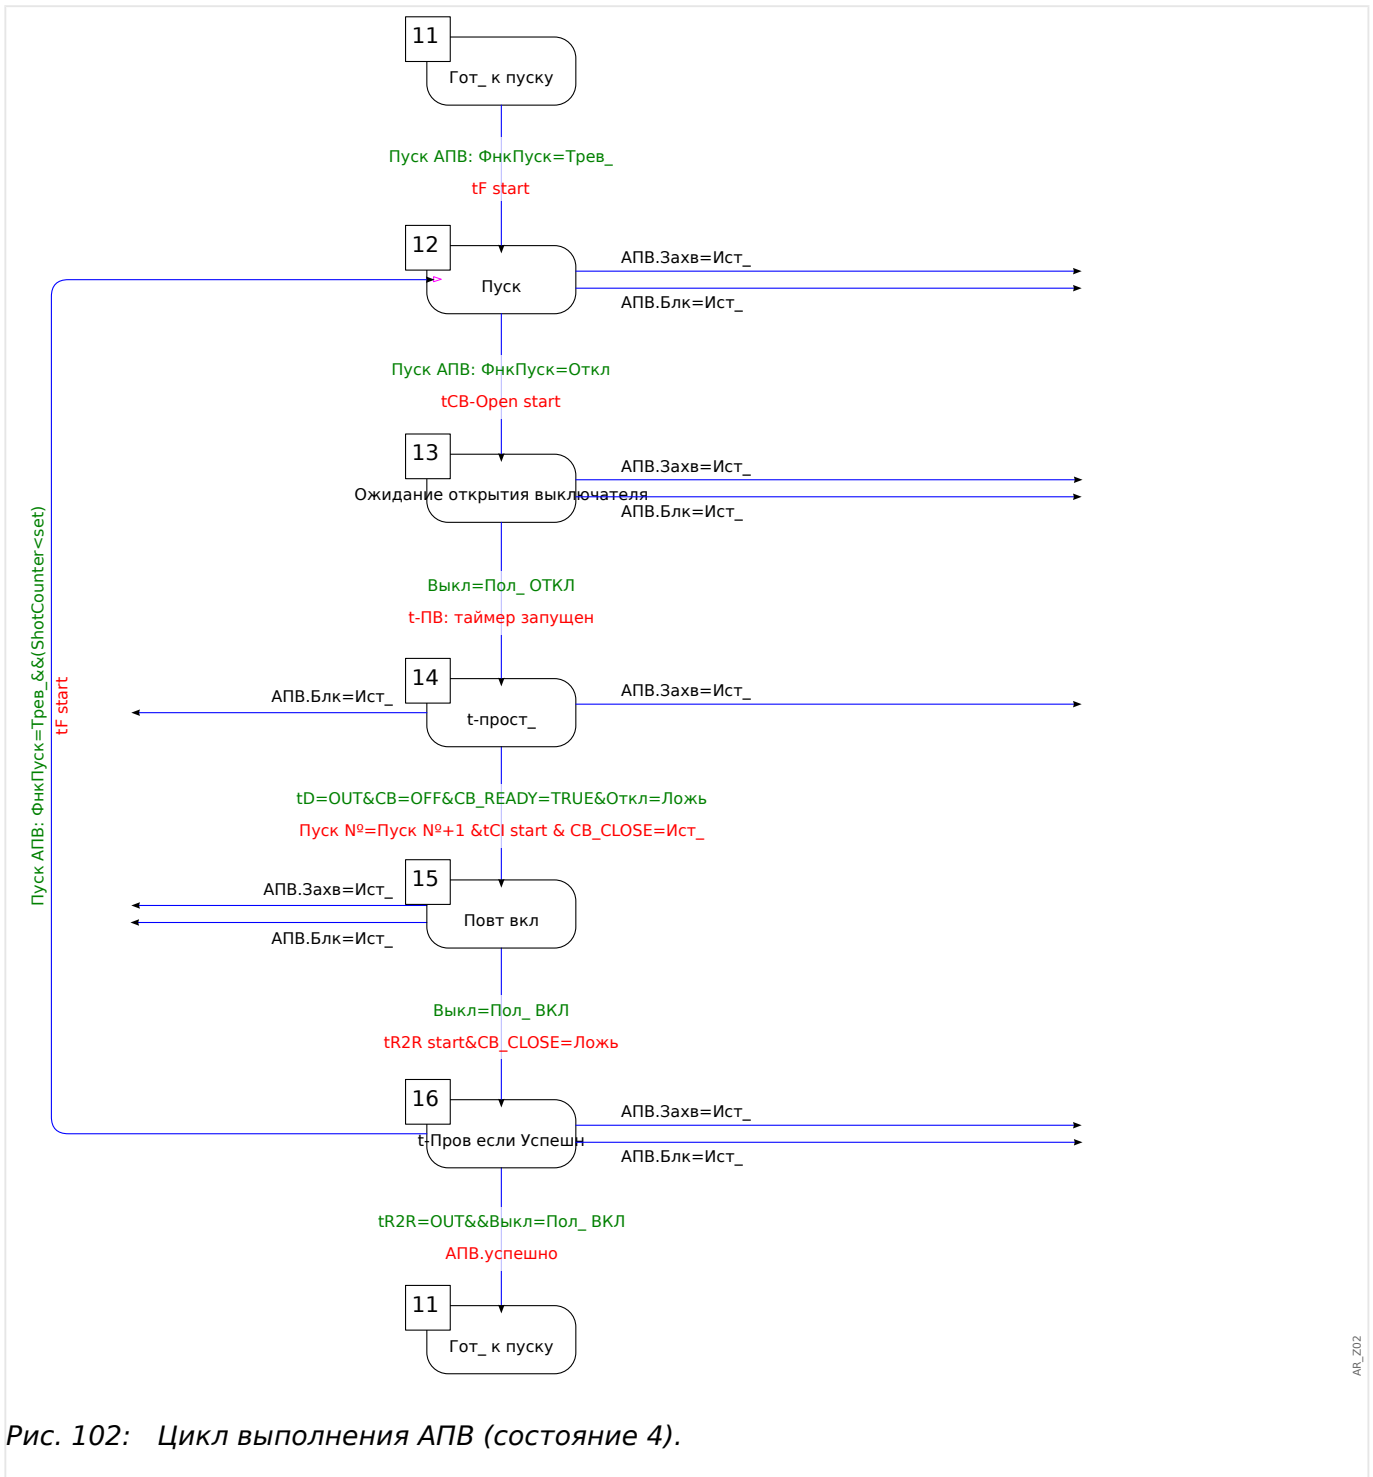 11
Гот_ к пуску
Пуск АПВ: ФнкПуск=Трев_
tF start
12
Пуск
АПВ.Захв=Ист_
АПВ.Блк=Ист_
Пуск АПВ: ФнкПуск=Откл
tCB-Open start
13
Ожидание открытия выключателя
АПВ.Захв=Ист_
АПВ.Блк=Ист_
Выкл=Пол_ ОТКЛ
t-ПВ: таймер запущен
Пуск АПВ: ФнкПуск=Трев_&&(ShotCounter<set)
tF start
14
t-прост_
АПВ.Блк=Ист_
АПВ.Захв=Ист_
tD=OUT&CB=OFF&CB_READY=TRUE&Откл=Ложь
Пуск №=Пуск №+1 &tCl start & CB_CLOSE=Ист_
15
Повт вкл
АПВ.Захв=Ист_
АПВ.Блк=Ист_
Выкл=Пол_ ВКЛ
tR2R start&CB_CLOSE=Ложь
16
t-Пров если Успешн
АПВ.Захв=Ист_
АПВ.Блк=Ист_
tR2R=OUT&&Выкл=Пол_ ВКЛ
АПВ.успешно
11
Гот_ к пуску
AR_Z02
Рис. 102: Цикл выполнения АПВ (состояние 4).